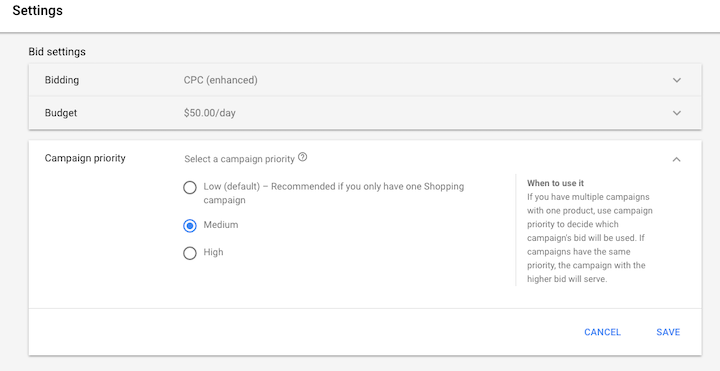 Settings
Bid settings
Bidding CPC (enhanced)
Budget $50.00/day
Campaign priority Select a campaign priority ?
Low (default) – Recommended if you only have one Shopping
campaign
Medium
High
When to use it
If you have multiple campaigns
with one product, use campaign
priority to decide which
campaign's bid will be used. If
campaigns have the same
priority, the campaign with the
higher bid will serve.
CANCEL SAVE